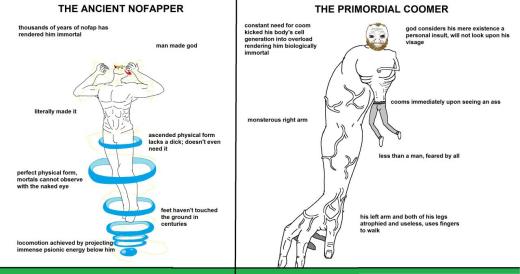 THE ANCIENT NOFAPPER
thousands of years of nofap has
rendered him immortal
man made god
literally made it
ascended physical form
lacks a dick; doesn't even
need it
perfect physical form,
mortals cannot observe
with the naked eye
feet haven't touched
the ground in
centuries
locomotion achieved by projecting
immense psionic energy below him
THE PRIMORDIAL COOMER
constant need for coom
kicked his body's cell
generation into overload
rendering him biologically
immortal
god considers his mere existence a
personal insult, will not look upon his
visage
cooms immediately upon seeing an ass
monsterous right arm
less than a man, feared by all
his left arm and both of his legs
atrophied and useless, uses fingers
to walk